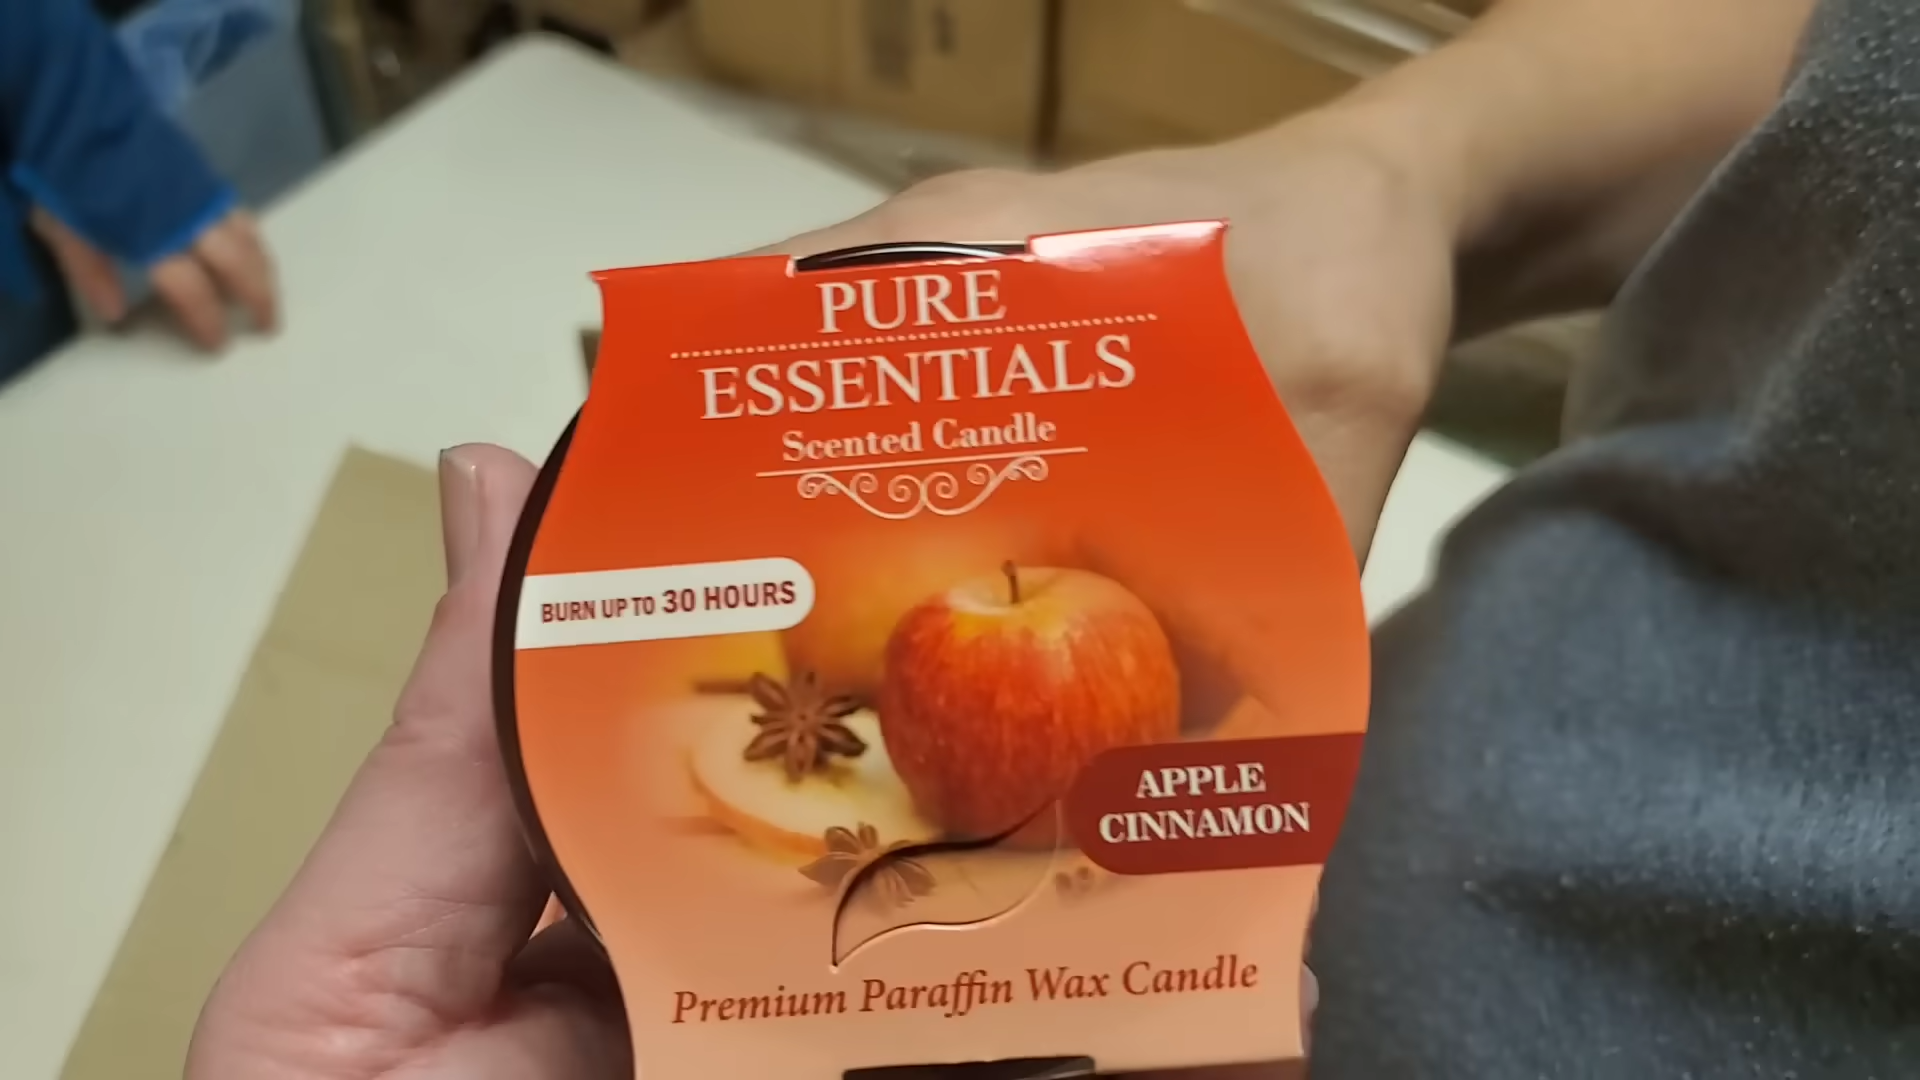 PURE
ESSENTIALS
Scented Candle
BURN UP TO 30 HOURS
APPLE
CINNAMON
Premium Paraffin Wax Candle